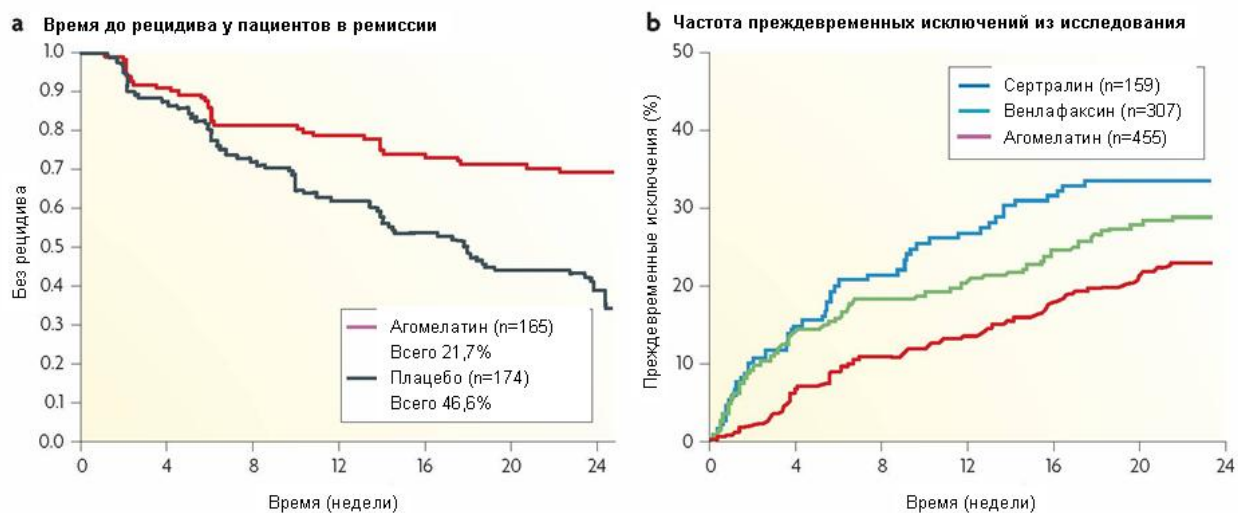 a Время до рецидива у пациентов в ремиссии
1.0
0.9
0.8
0.7
0.6
0.5
0.4
0.3
0.2
0.1
0.0
Без рецидива
Агомелатин (n=165)
Всего 21,7%
Плацебо (n=174)
Всего 46,6%
0 4 8 12 16 20 24
Время (недели)
b Частота преждевременных исключений из исследования
50
40
30
20
10
0
Преждевременные исключения (%)
Сертралин (n=159)
Венлафаксин (n=307)
Агомелатин (n=455)
0 4 8 12 16 20 24
Время (недели)